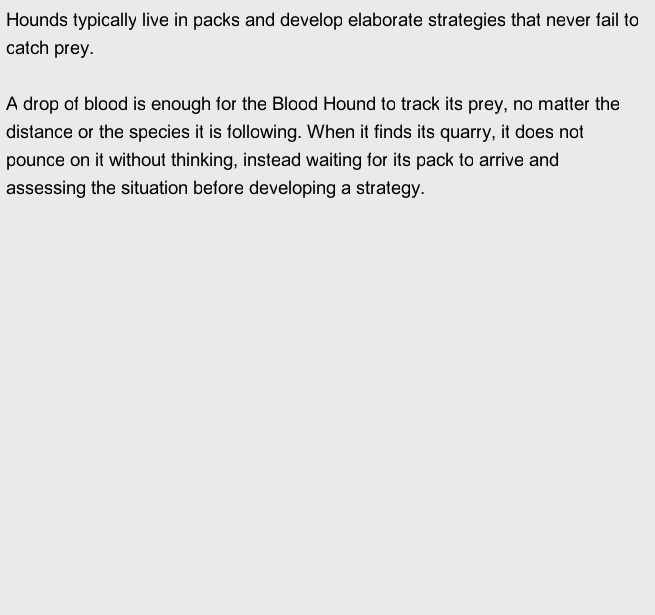 Hounds typically live in packs and develop elaborate strategies that never fail to
catch prey.
A drop of blood is enough for the Blood Hound to track its prey, no matter the
distance or the species it is following. When it finds its quarry, it does not
pounce on it without thinking, instead waiting for its pack to arrive and
assessing the situation before developing a strategy.